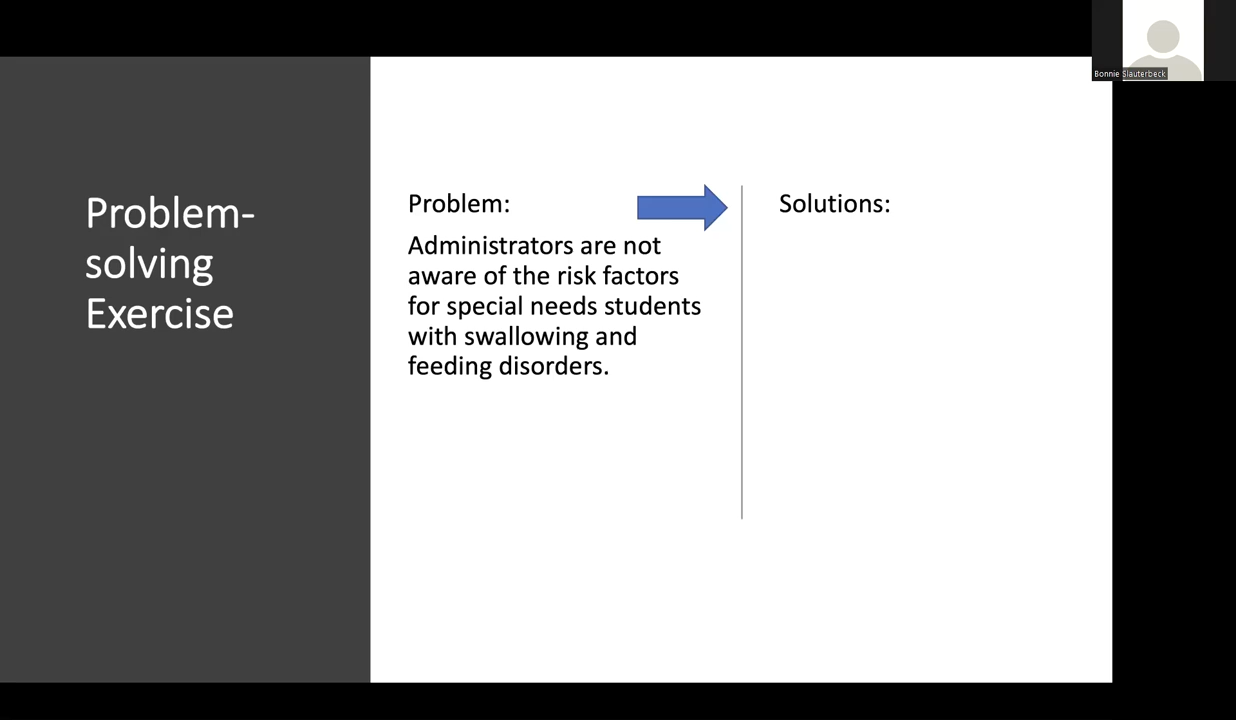 Bonnie Slauterbeck
Problem-
solving
Exercise
Problem:
Administrators are not
aware of the risk factors
for special needs students
with swallowing and
feeding disorders.
Solutions: